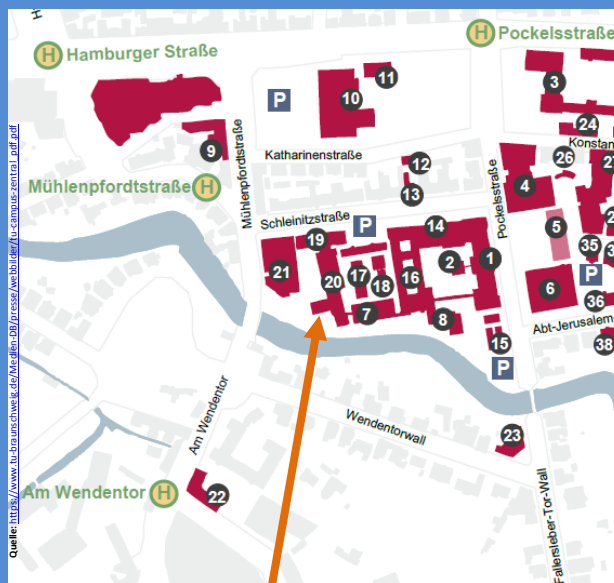 H Hamburger Straße
H Pockelsstraße
P
10
11
3
24
Konstan
9
Katharinenstraße
12
26
27
Mühlenpfordtstraße H
Mühlenpfordtstraße
13
4
Pockelsstraße
Schleinitzstraße
P
14
5
2
19
21
20
17
18
16
2
1
35
3
P
6
36
7
8
15
Abt-Jerusalem
38
P
Am Wendentor
Wendentorwall
23
Am Wendentor H
22
Fallersleber-Tor-Wall
Quelle: https://www.tu-braunschweig.de/Medien-DB/presse/webbilder/tu-campus-zentral_pdf.pdf